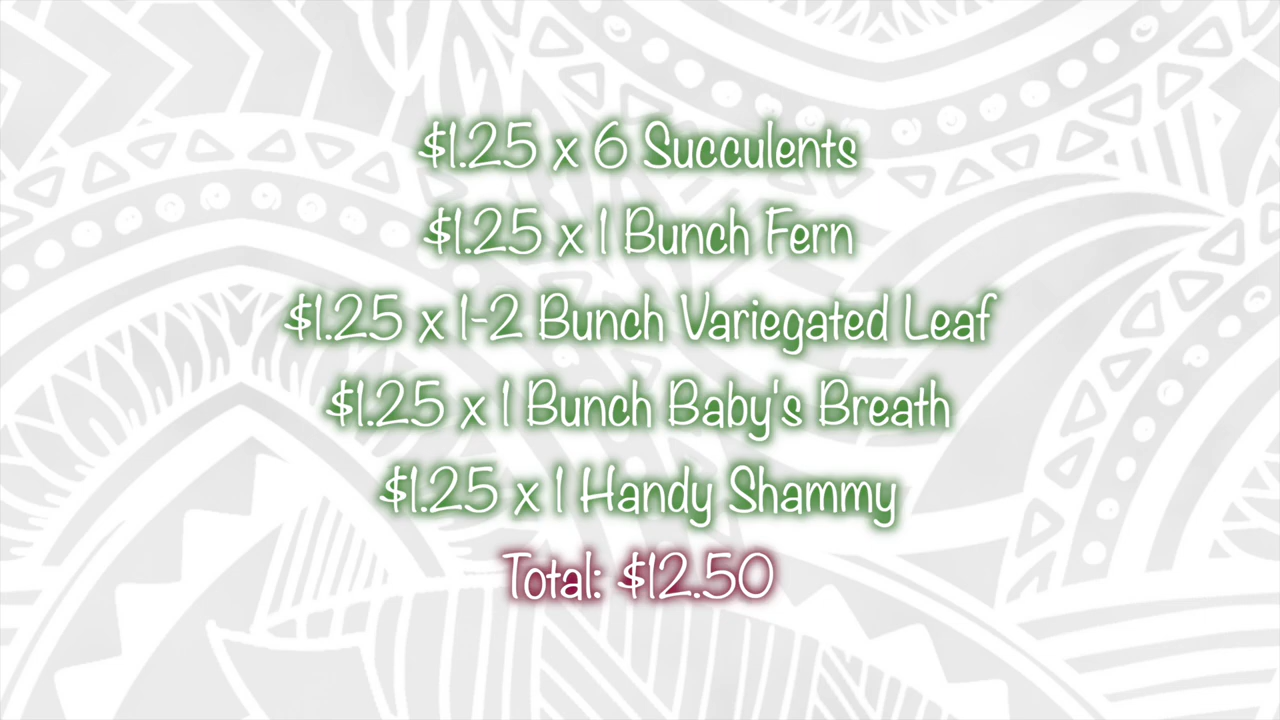 $1.25 x 6 Succulents
$1.25 x 1 Bunch Fern
$1.25 x 1-2 Bunch Variegated Leaf
$1.25 x 1 Bunch Baby's Breath
$1.25 x 1 Handy Shammy
Total: $12.50